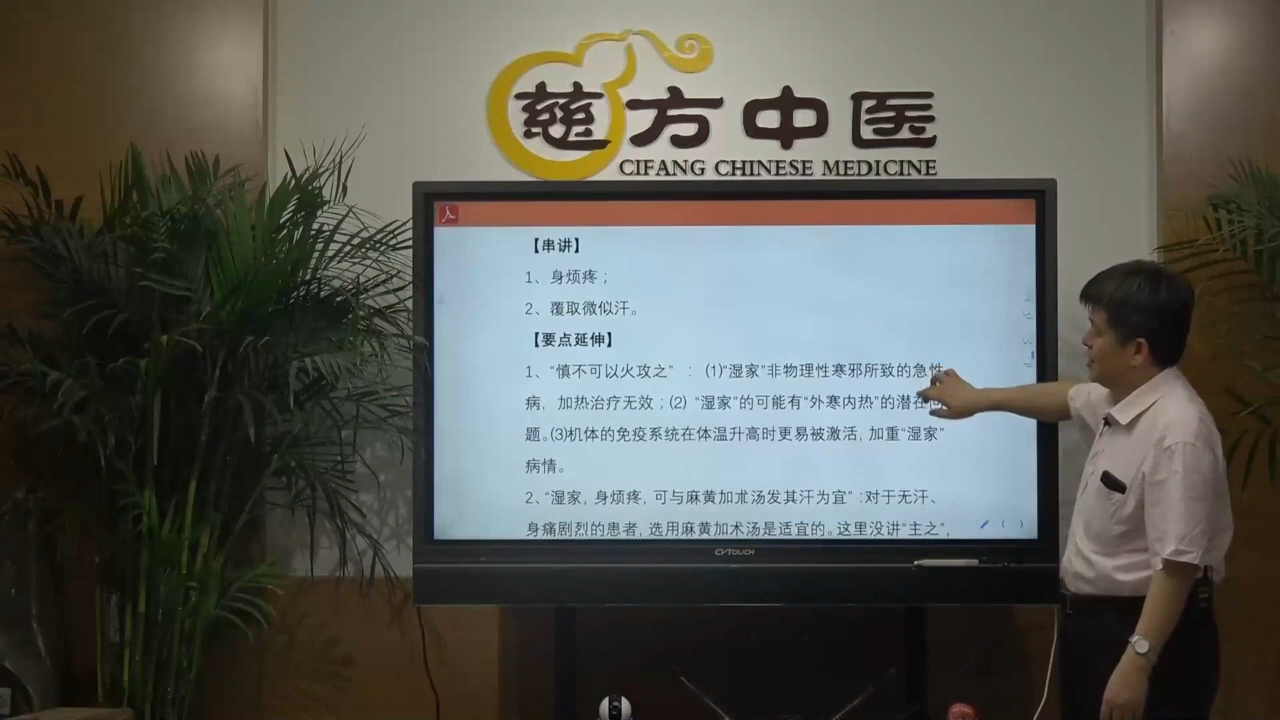 慈方中医
CIFANG CHINESE MEDICINE
【串讲】
1、身烦疼；
2、覆取微似汗。
【要点延伸】
1、“慎不可以火攻之”：(1)“湿家”非物理性寒邪所致的急性
病，加热治疗无效；(2)“湿家”的可能有“外寒内热”的潜在问
题。(3)机体的免疫系统在体温升高时更易被激活，加重“湿家”
病情。
2、“湿家，身烦疼，可与麻黄加朮汤发其汗为宜”：对于无汗、
身痛剧烈的患者，选用麻黄加术汤是适宜的。这里没讲“主之”，
CVTOUCH